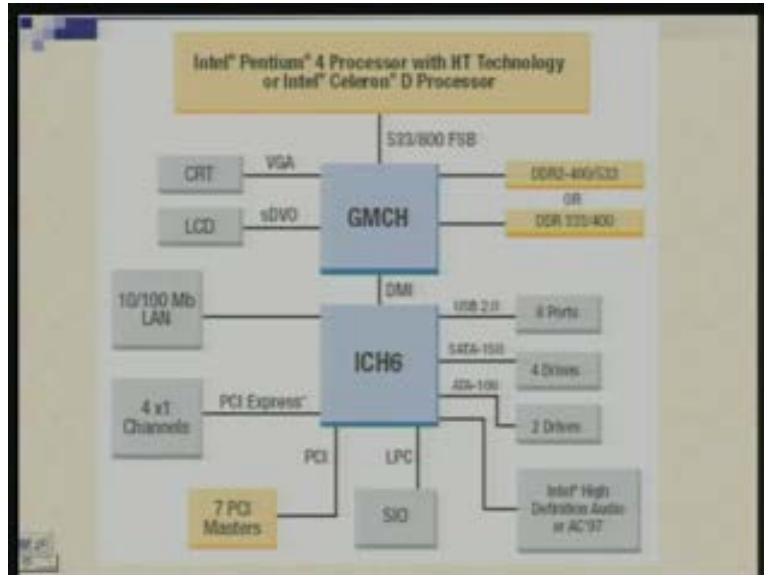 Intel® Pentium® 4 Processor with HT Technology
or Intel® Celeron® D Processor
533/800 FSB
CRT
VGA
LCD
sDVO
GMCH
DDR2-400/533
OR
DDR 333/400
DMI
10/100 Mb
LAN
ICH6
USB 2.0
8 Ports
SATA-150
4 Drives
ATA-100
2 Drives
4 x1
Channels
PCI Express*
PCI
LPC
7 PCI
Masters
SIO
Intel® High
Definition Audio
or AC'97